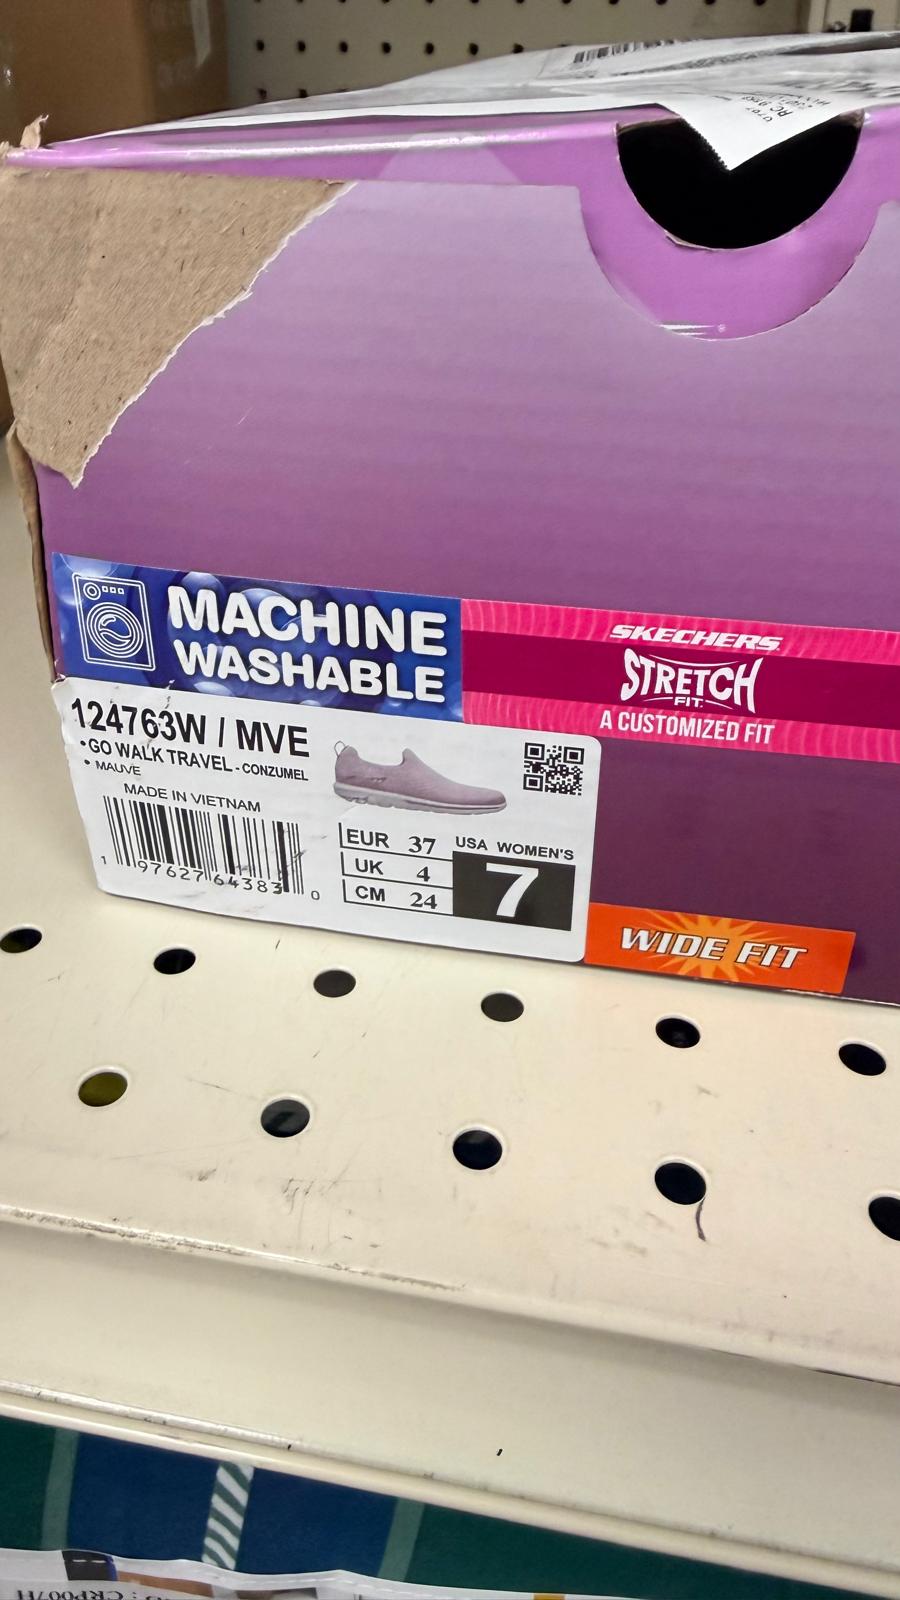 MACHINE
WASHABLE
SKECHERS
STRETCH
FIT.
A CUSTOMIZED FIT
124763W / MVE
•GO WALK TRAVEL - CONZUMEL
• MAUVE
MADE IN VIETNAM
1 97627 64383 0
EUR 37
UK 4
CM 24
USA WOMEN'S
7
WIDE FIT